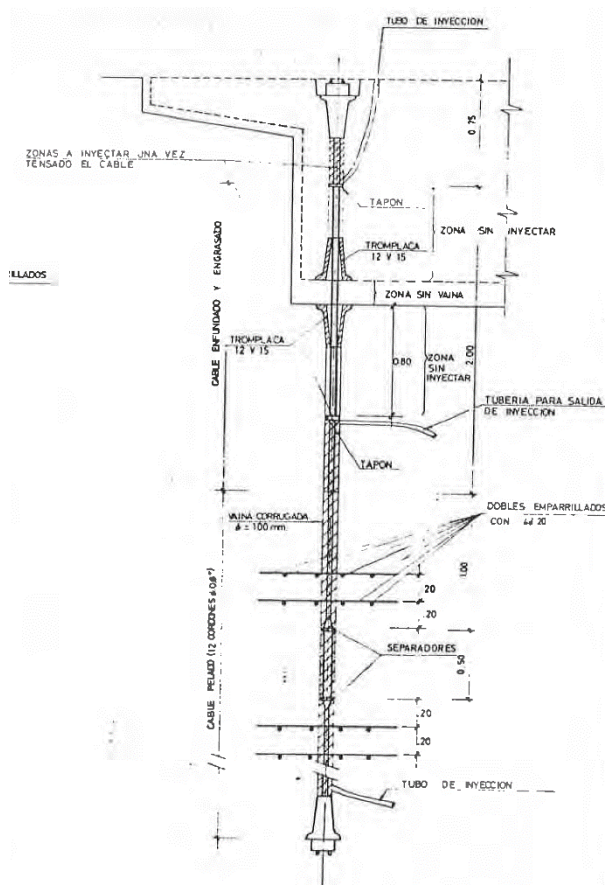 TUBO DE INYECCION
0.75
ZONAS A INYECTAR UNA VEZ
TENSADO EL CABLE
TAPON
ZONA SIN INYECTAR
TROMPLACA
12 V 15
ILLADOS
ZONA SIN VAINA
CABLE ENFUNDADO Y ENGRASADO
TROMPLACA
12 V 15
0.80
ZONA
SIN
INYECTAR
2.00
TUBERIA PARA SALIDA
DE INYECCION
TAPON
VAINA CORRUGADA
ø = 100 mm.
DOBLES EMPARRILLADOS
CON
1.00
.20
.20
SEPARADORES
0.50
CABLE PELADO (12 CORDONES ø 0.6")
.20
.20
TUBO DE INYECCION